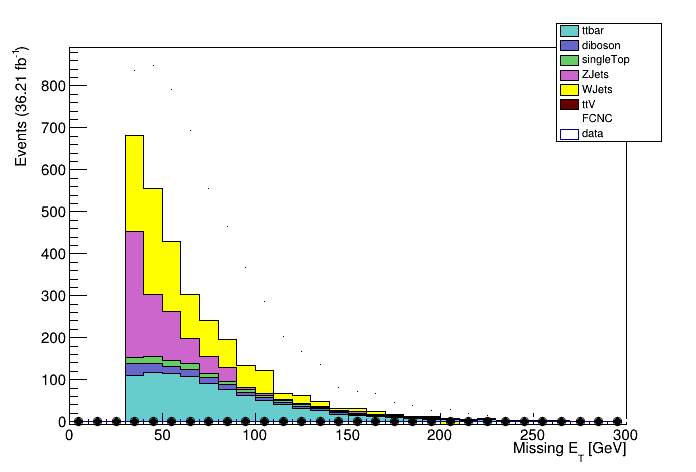 Events (36.21 fb-1)
800
700
600
500
400
300
200
100
0
0 50 100 150 200 250 300
Missing ET [GeV]
ttbar
diboson
singleTop
ZJets
WJets
ttV
FCNC
data